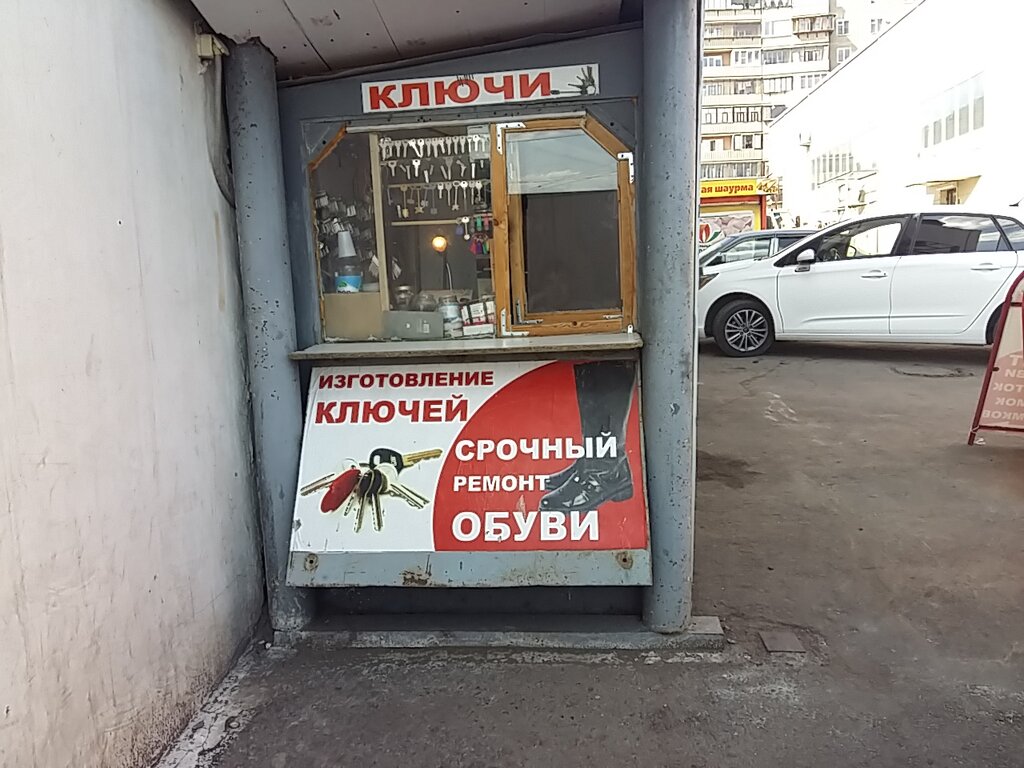 КЛЮЧИ
ИЗГОТОВЛЕНИЕ
КЛЮЧЕЙ
СРОЧНЫЙ
РЕМОНТ
ОБУВИ
шаурма